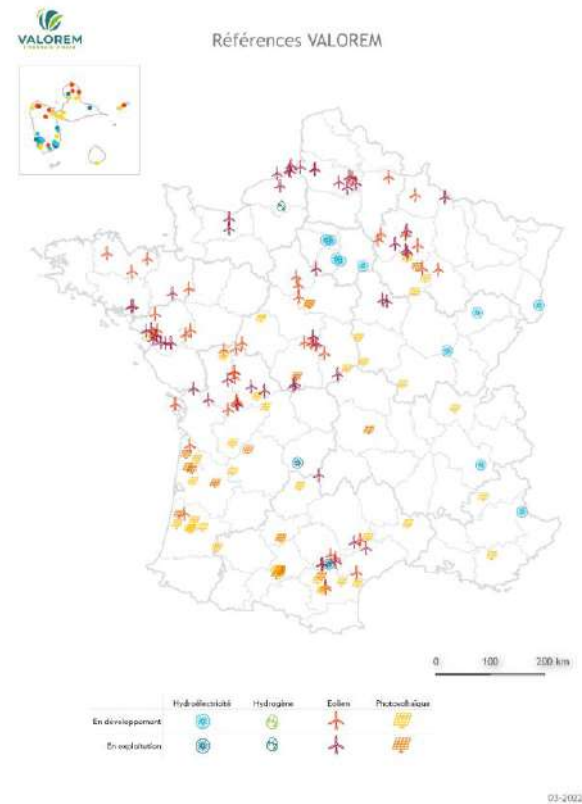 VALOREM
Références VALOREM
0 100 200 km
Hydroélectricité Hydrogène Eolien Photovoltaïque
En développement
En exploitation
03-2022